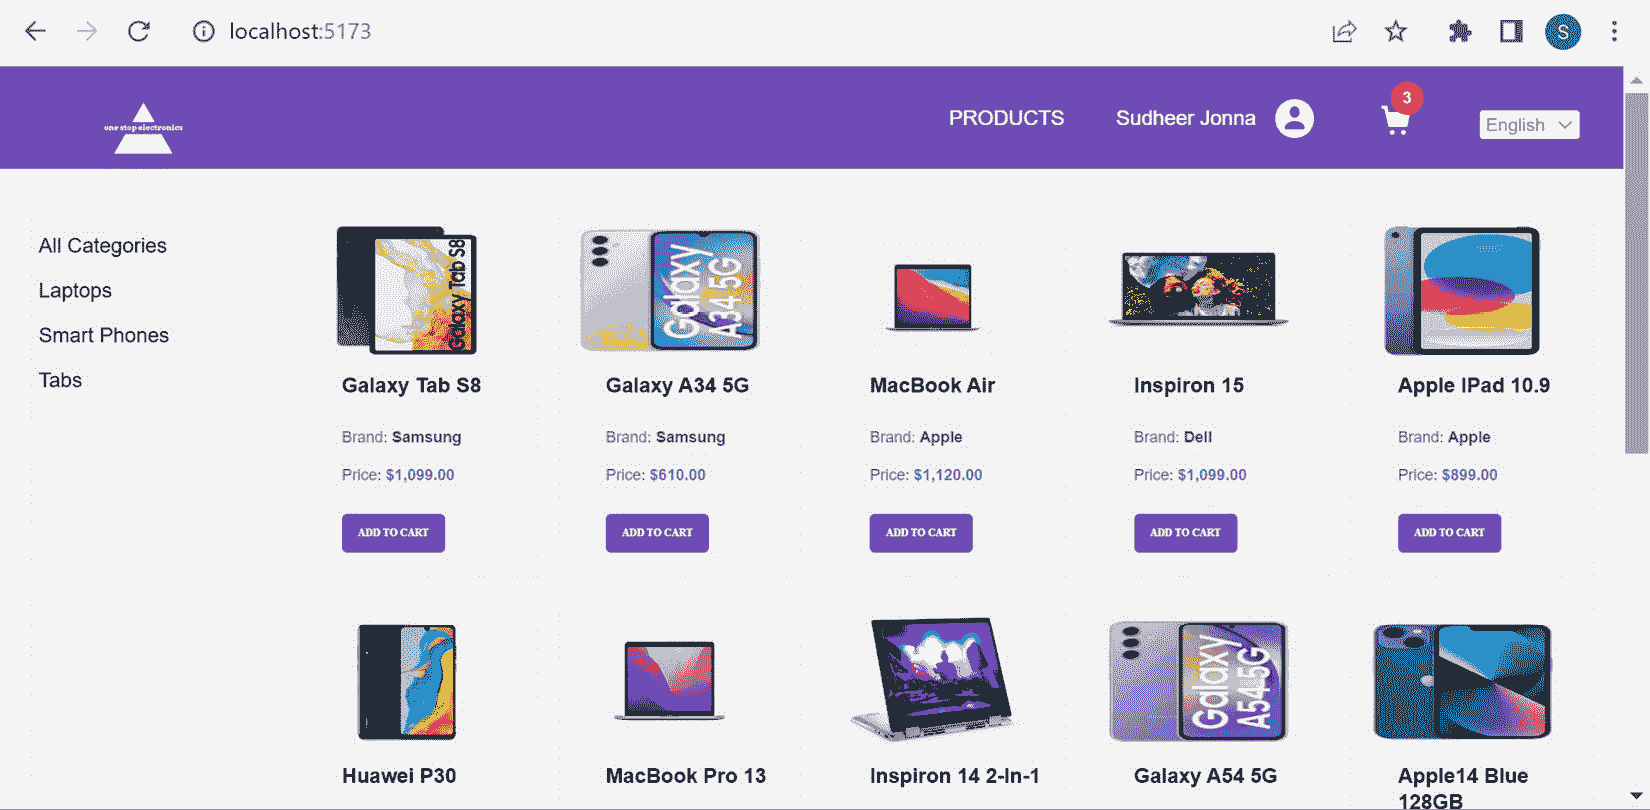 localhost:5173
S
one stop electronics
PRODUCTS
Sudheer Jonna
3
English
All Categories
Laptops
Smart Phones
Tabs
Galaxy Tab S8
Galaxy A34 5G
Galaxy Tab S8
Galaxy A34 5G
MacBook Air
Inspiron 15
Apple IPad 10.9
Brand: Samsung
Brand: Samsung
Brand: Apple
Brand: Dell
Brand: Apple
Price: $1,099.00
Price: $610.00
Price: $1,120.00
Price: $1,099.00
Price: $899.00
ADD TO CART
ADD TO CART
ADD TO CART
ADD TO CART
ADD TO CART
Galaxy A54 5G
Huawei P30
MacBook Pro 13
Inspiron 14 2-In-1
Galaxy A54 5G
Apple14 Blue
128GB